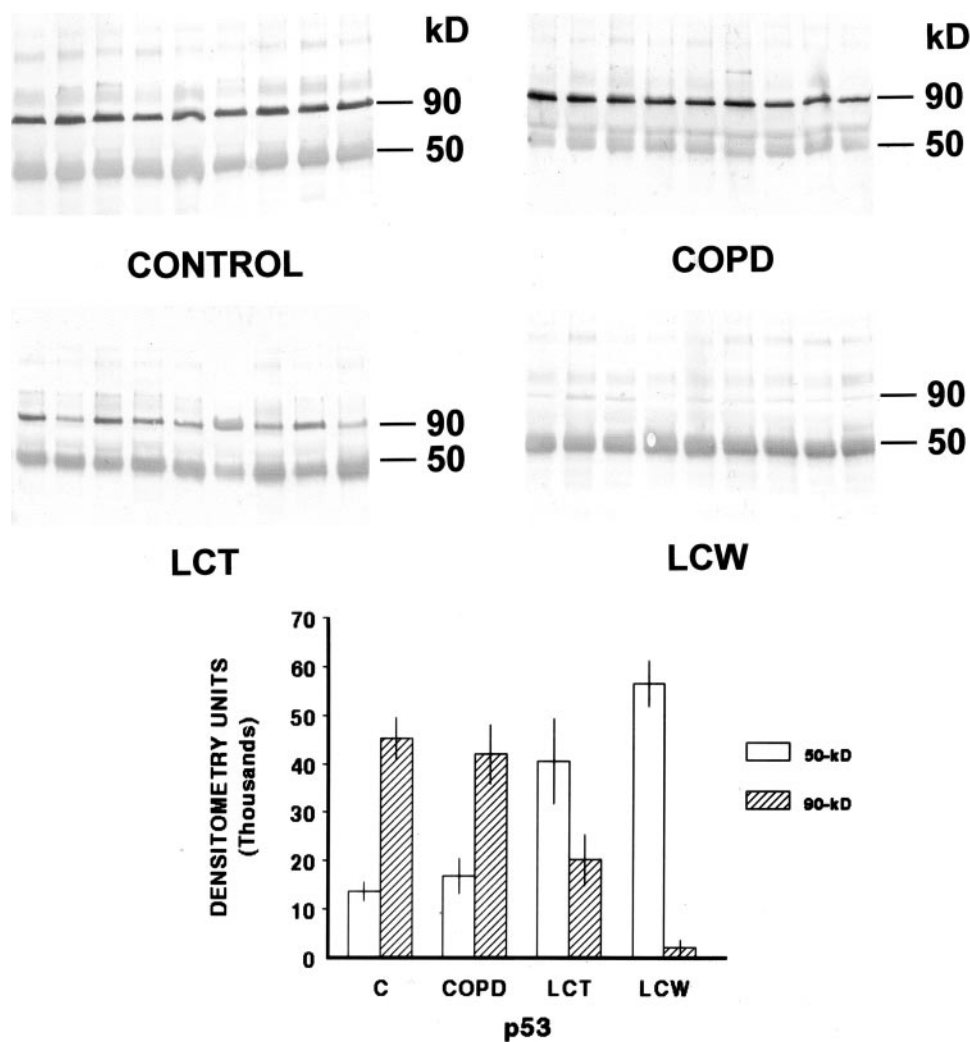 kD
90
50
CONTROL
kD
90
50
COPD
90
50
LCT
90
50
LCW
DENSITOMETRY UNITS
(Thousands)
70
60
50
40
30
20
10
0
C COPD LCT LCW
p53
50-kD
90-kD